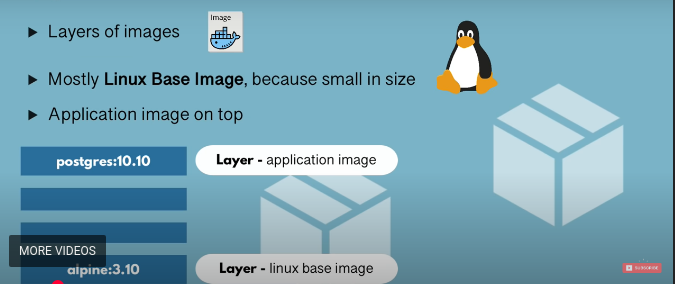 Image
Layers of images
Mostly Linux Base Image, because small in size
Application image on top
postgres:10.10
Layer - application image
MORE VIDEOS
alpine:3.10
Layer - linux base image
SUBSCRIBE